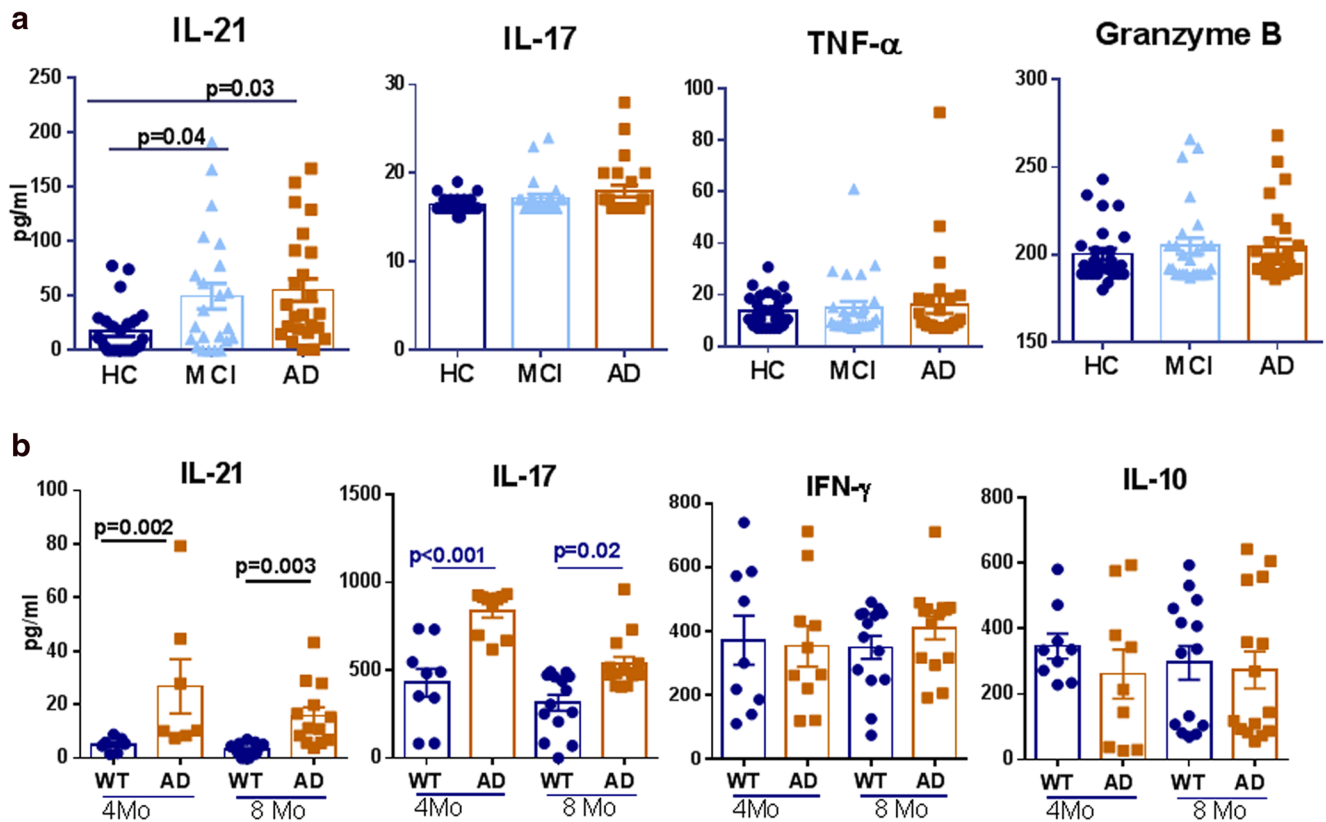 a
IL-21
IL-17
TNF-α
Granzyme B
pg/ml
250
200
150
100
50
0
p=0.03
p=0.04
HC MCI AD
30
20
10
0
HC MCI AD
100
80
60
40
20
0
HC MCI AD
300
250
200
150
HC MCI AD
b
IL-21
IL-17
IFN-γ
IL-10
pg/ml
100
80
60
40
20
0
p=0.002
p=0.003
WT AD WT AD
4Mo 8 Mo
1500
1000
500
0
p<0.001
p=0.02
WT AD WT AD
4Mo 8 Mo
800
600
400
200
0
WT AD WT AD
4Mo 8 Mo
800
600
400
200
0
WT AD WT AD
4Mo 8 Mo